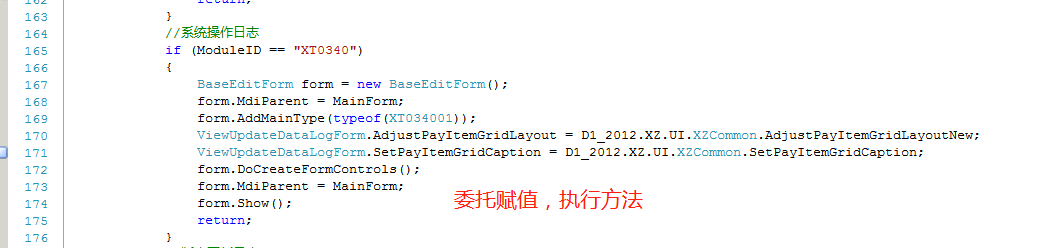 162 return;
163 }
164 //系统操作日志
165 if (ModuleID == "XT0340")
166 {
167 BaseEditForm form = new BaseEditForm();
168 form.MdiParent = MainForm;
169 form.AddMainType(typeof(XT034001));
170 ViewUpdateDataLogForm.AdjustPayItemGridLayout = D1_2012.XZ.UI.XZCommon.AdjustPayItemGridLayoutNew;
171 ViewUpdateDataLogForm.SetPayItemGridCaption = D1_2012.XZ.UI.XZCommon.SetPayItemGridCaption;
172 form.DoCreateFormControls();
173 form.MdiParent = MainForm;
174 form.Show();
委托赋值，执行方法
175 return;
176 }